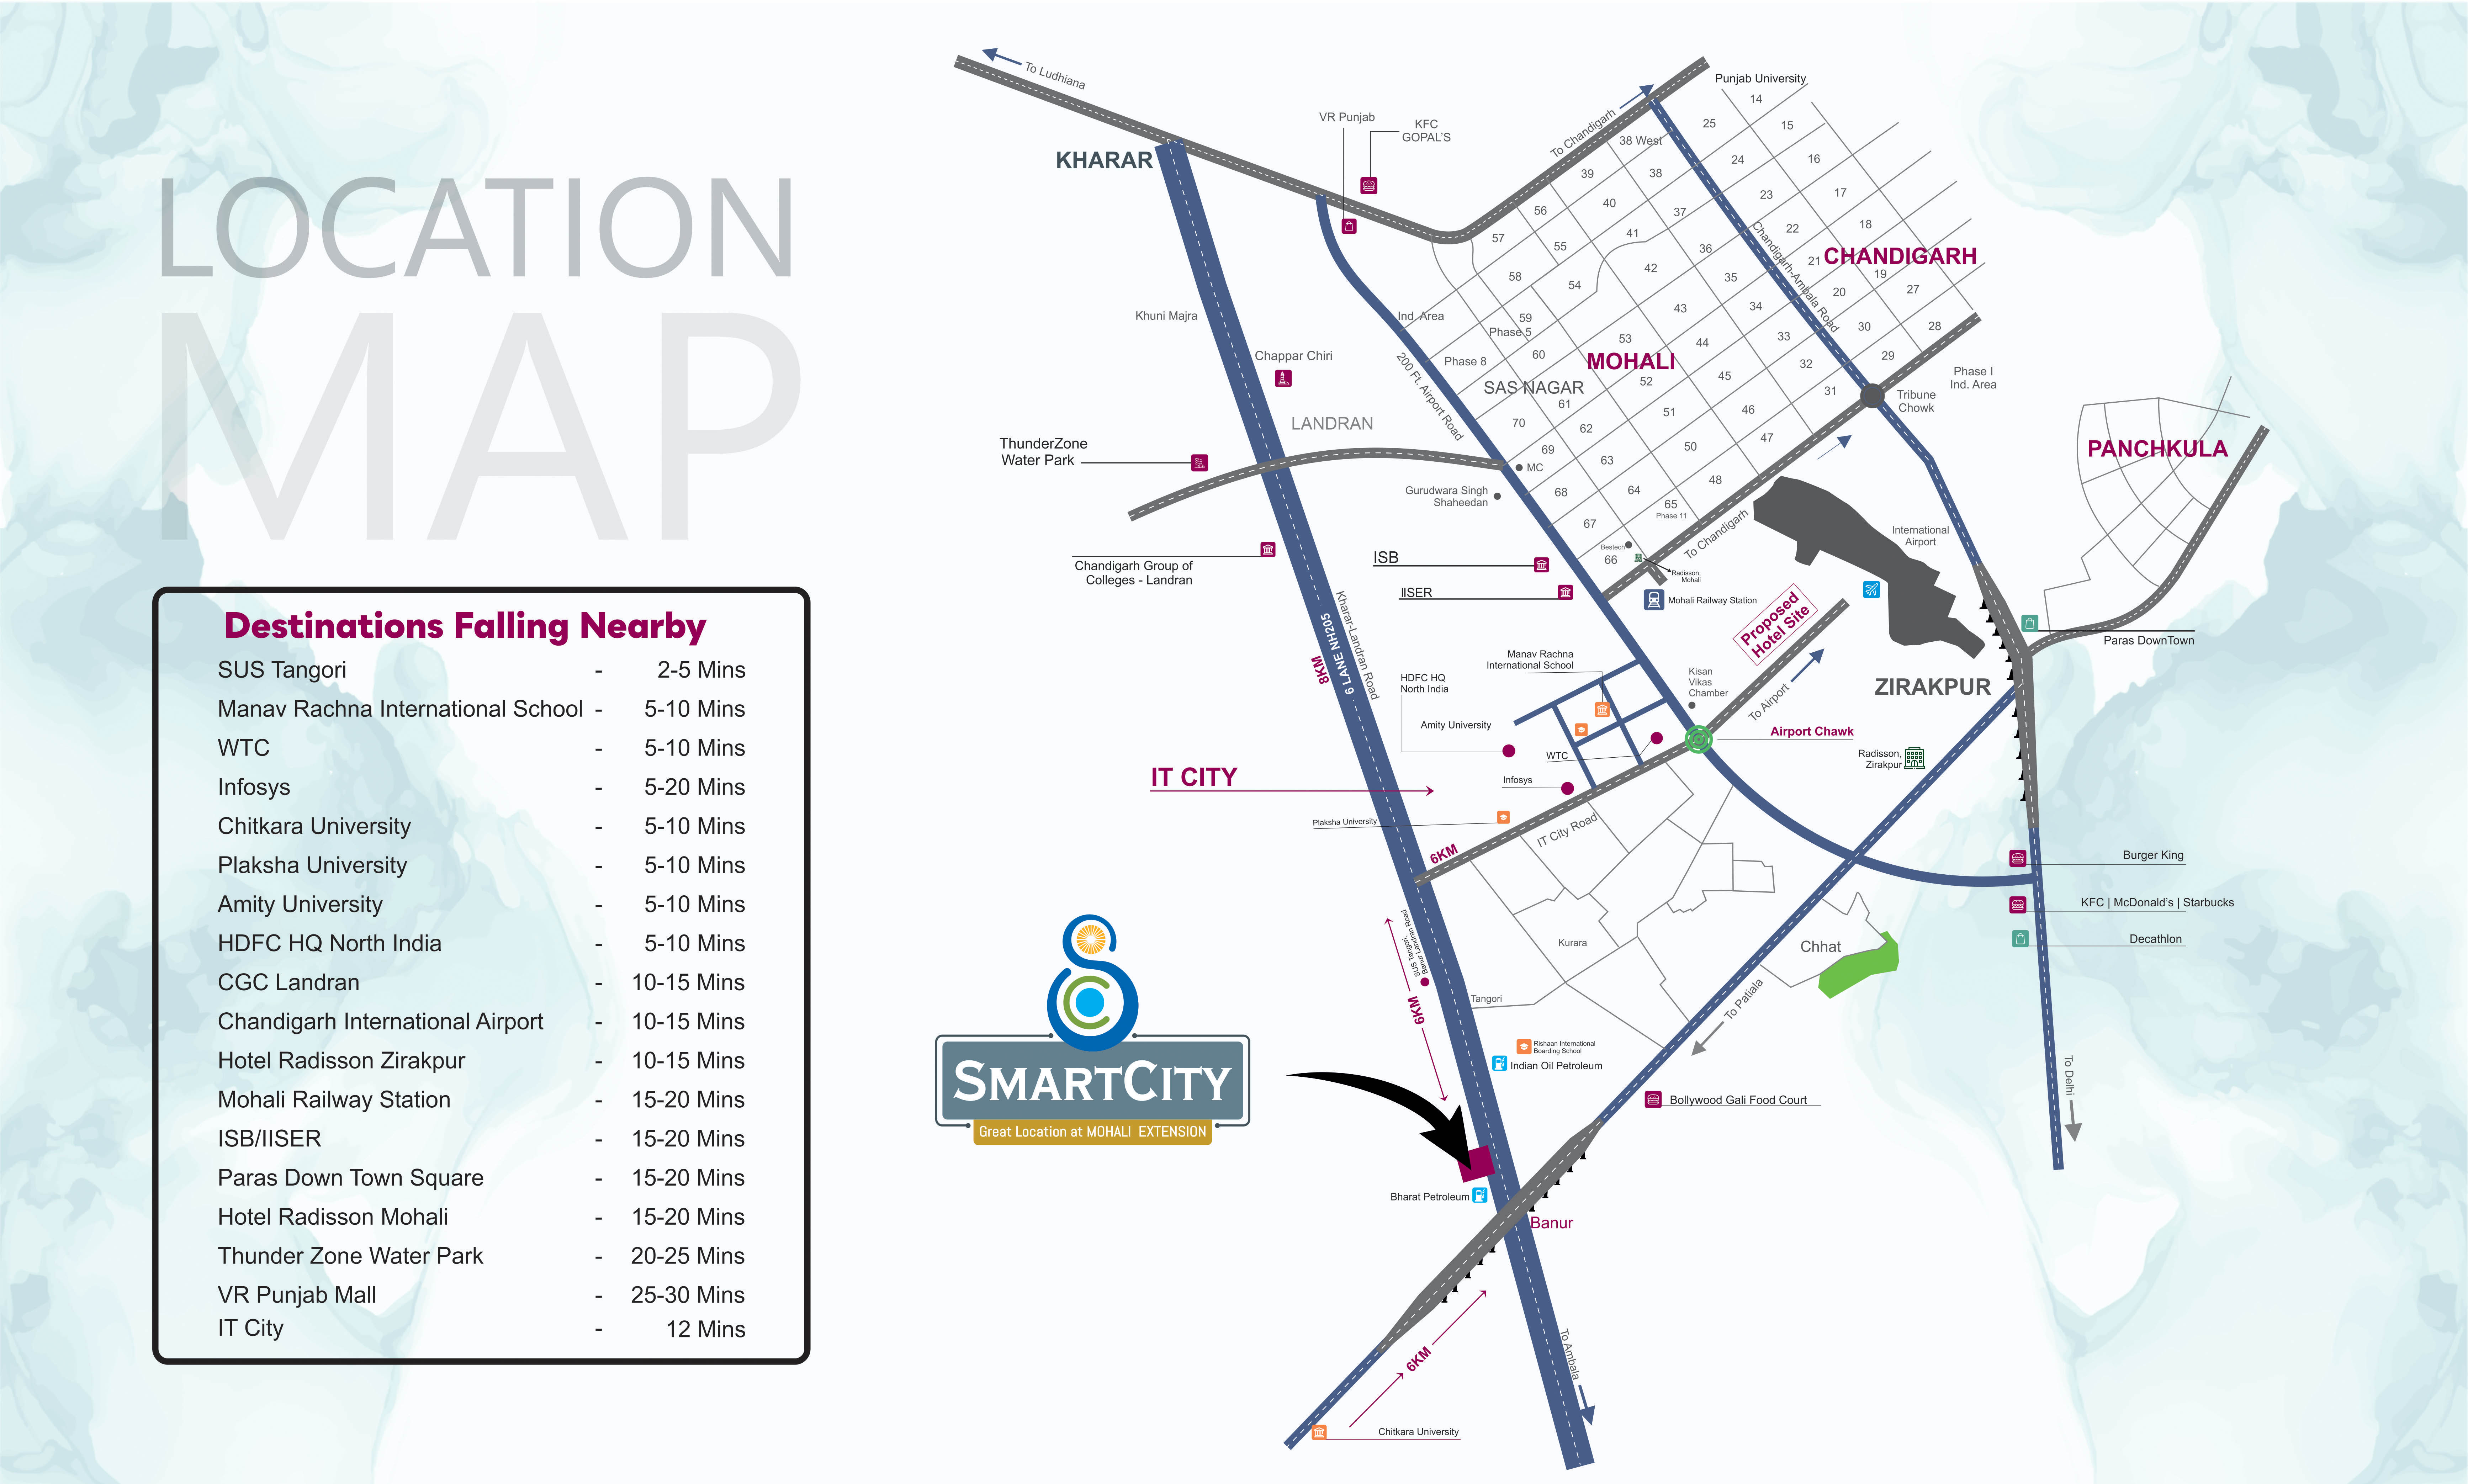 LOCATION
MAP
Destinations Falling Nearby
SUS Tangori - 2-5 Mins
Manav Rachna International School - 5-10 Mins
WTC - 5-10 Mins
Infosys - 5-20 Mins
Chitkara University - 5-10 Mins
Plaksha University - 5-10 Mins
Amity University - 5-10 Mins
HDFC HQ North India - 5-10 Mins
CGC Landran - 10-15 Mins
Chandigarh International Airport - 10-15 Mins
Hotel Radisson Zirakpur - 10-15 Mins
Mohali Railway Station - 15-20 Mins
ISB/IISER - 15-20 Mins
Paras Down Town Square - 15-20 Mins
Hotel Radisson Mohali - 15-20 Mins
Thunder Zone Water Park - 20-25 Mins
VR Punjab Mall - 25-30 Mins
IT City - 12 Mins
To Ludhiana
KHARAR
VR Punjab
KFC
GOPAL'S
To Chandigarh
Punjab University
14
25
15
38 West
24
16
39
38
23
17
56
40
37
22
18
57
55
41
36
21
CHANDIGARH
19
58
54
42
35
20
27
Chandigarh-Ambala Road
Khuni Majra
Ind. Area
59
Phase 5
43
34
30
28
53
44
33
29
Chappar Chiri
Phase 8
60
MOHALI
32
Phase I
Ind. Area
200 Ft. Airport Road
SAS NAGAR
52
45
31
Tribune
Chowk
61
51
46
LANDRAN
70
62
50
47
ThunderZone
Water Park
69
63
MC
48
PANCHKULA
Gurudwara Singh
Shaheedan
68
64
65
Phase 11
67
To Chandigarh
International
Airport
Bestech
66
ISB
Chandigarh Group of
Colleges - Landran
Radisson,
Mohali
IISER
Mohali Railway Station
Proposed
Hotel Site
Kharar-Landran Road
6 LANE NH205
8KM
Paras DownTown
Manav Rachna
International School
HDFC HQ
North India
Kisan
Vikas
Chamber
ZIRAKPUR
Amity University
To Airport
Airport Chawk
WTC
Radisson,
Zirakpur
IT CITY
Infosys
Plaksha University
IT City Road
6KM
Burger King
KFC | McDonald's | Starbucks
Decathlon
SUS Tangori,
Banur Landran Road
Kurara
Chhat
Tangori
6KM
To Patiala
Rishaan International
Boarding School
Indian Oil Petroleum
To Delhi
SMARTCITY
Great Location at MOHALI EXTENSION
Bollywood Gali Food Court
Bharat Petroleum
Banur
6KM
To Ambala
Chitkara University